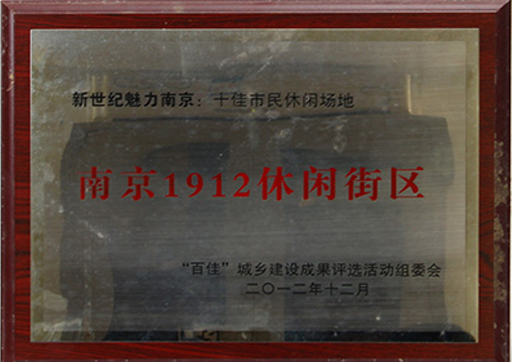 新世纪魅力南京：十佳市民休闲场地
南京1912休闲街区
“百佳”城乡建设成果评选活动组委会
二〇一二年十二月